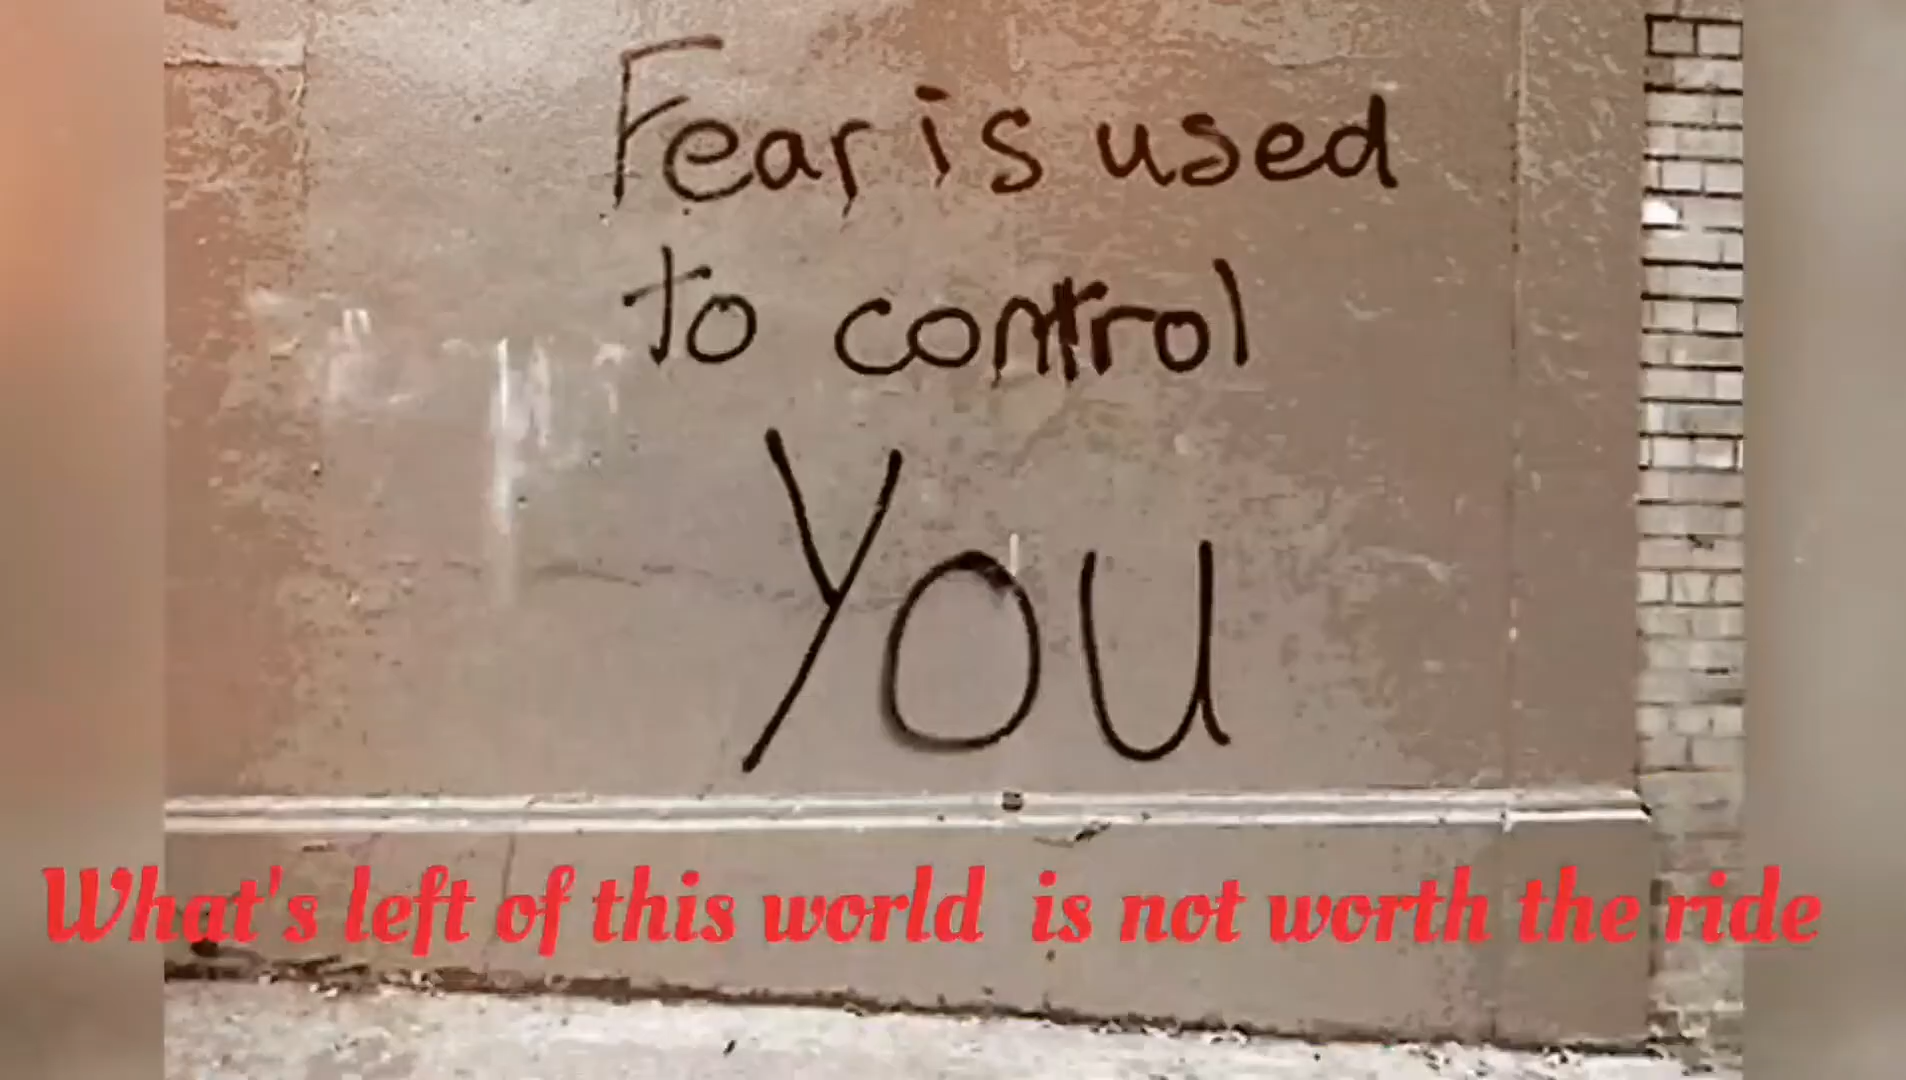 Fear is used
to control
YOU
What's left of this world is not worth the ride